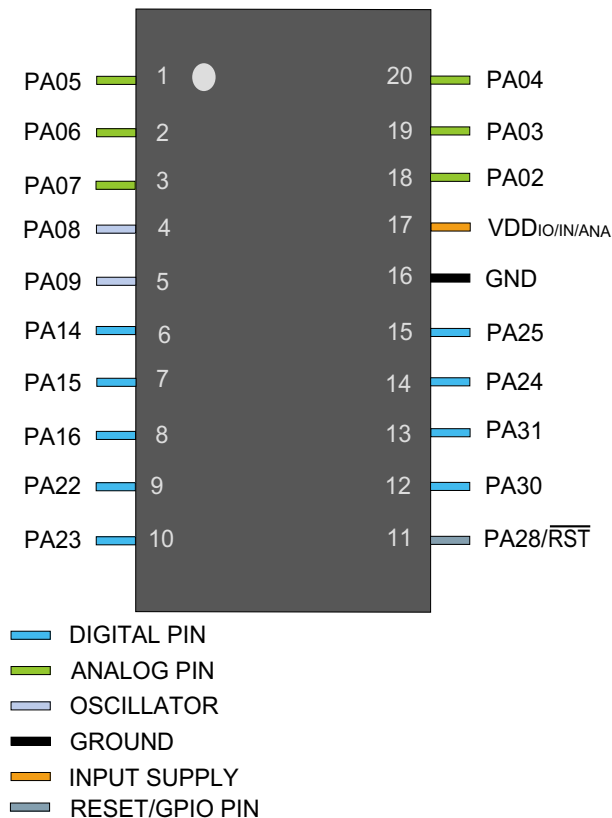 PA05 1 20 PA04
PA06 2 19 PA03
PA07 3 18 PA02
PA08 4 17 VDDIO/IN/ANA
PA09 5 16 GND
PA14 6 15 PA25
PA15 7 14 PA24
PA16 8 13 PA31
PA22 9 12 PA30
PA23 10 11 PA28/R̅S̅T̅
DIGITAL PIN
ANALOG PIN
OSCILLATOR
GROUND
INPUT SUPPLY
RESET/GPIO PIN